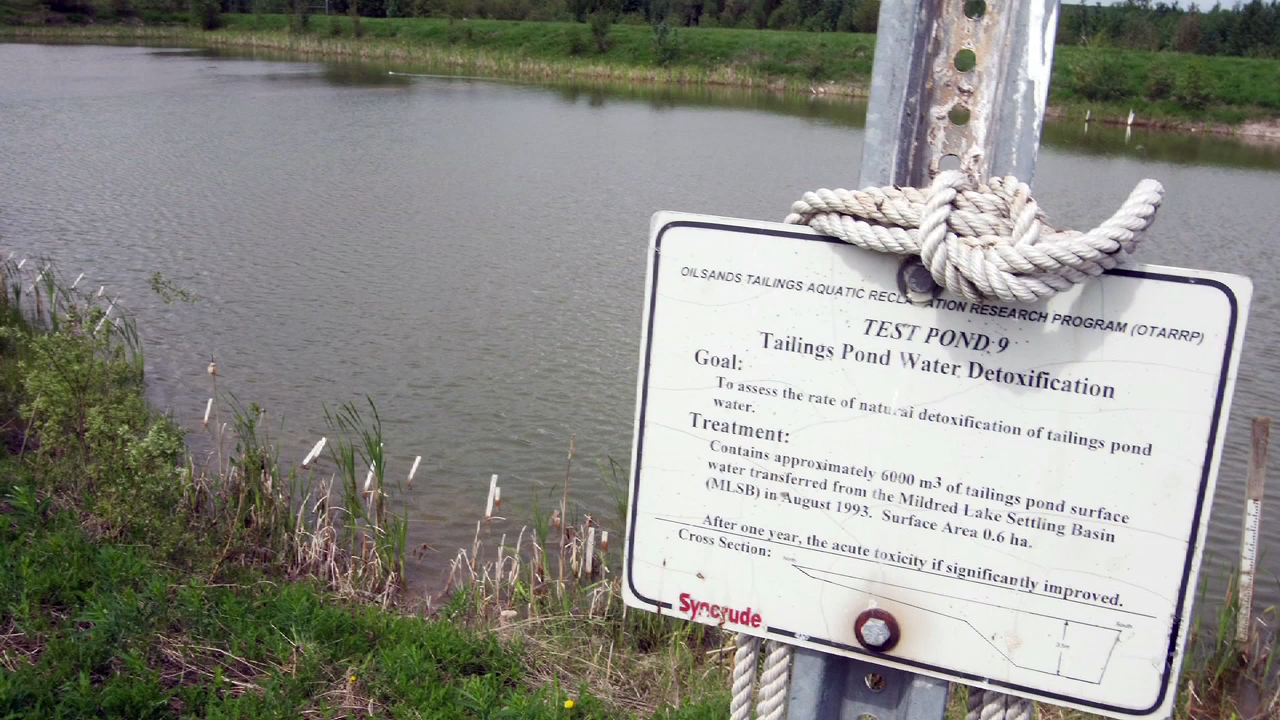 OILSANDS TAILINGS AQUATIC RECLAMATION RESEARCH PROGRAM (OTARRP)
TEST POND 9
Tailings Pond Water Detoxification
Goal:
To assess the rate of natural detoxification of tailings pond
water.
Treatment:
Contains approximately 6000 m3 of tailings pond surface
water transferred from the Mildred Lake Settling Basin
(MLSB) in August 1993. Surface Area 0.6 ha.
After one year, the acute toxicity if significantly improved.
Cross Section:
North
South
Syncrude